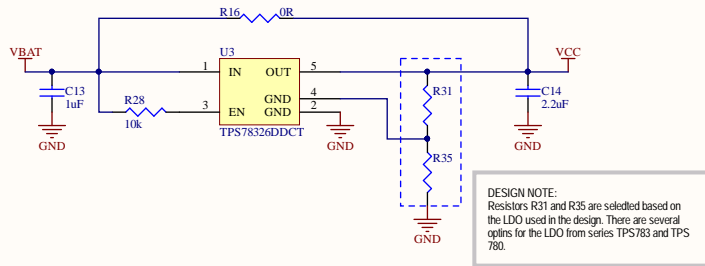 R16 0R
VBAT
VCC
U3
1 IN OUT 5
C13
1uF
R28
10k
3 EN
GND 4
GND 2
TPS78326DDCT
R31
R35
C14
2.2uF
GND
GND
GND
GND
DESIGN NOTE:
Resistors R31 and R35 are seledted based on
the LDO used in the design. There are several
optins for the LDO from series TPS783 and TPS
780.